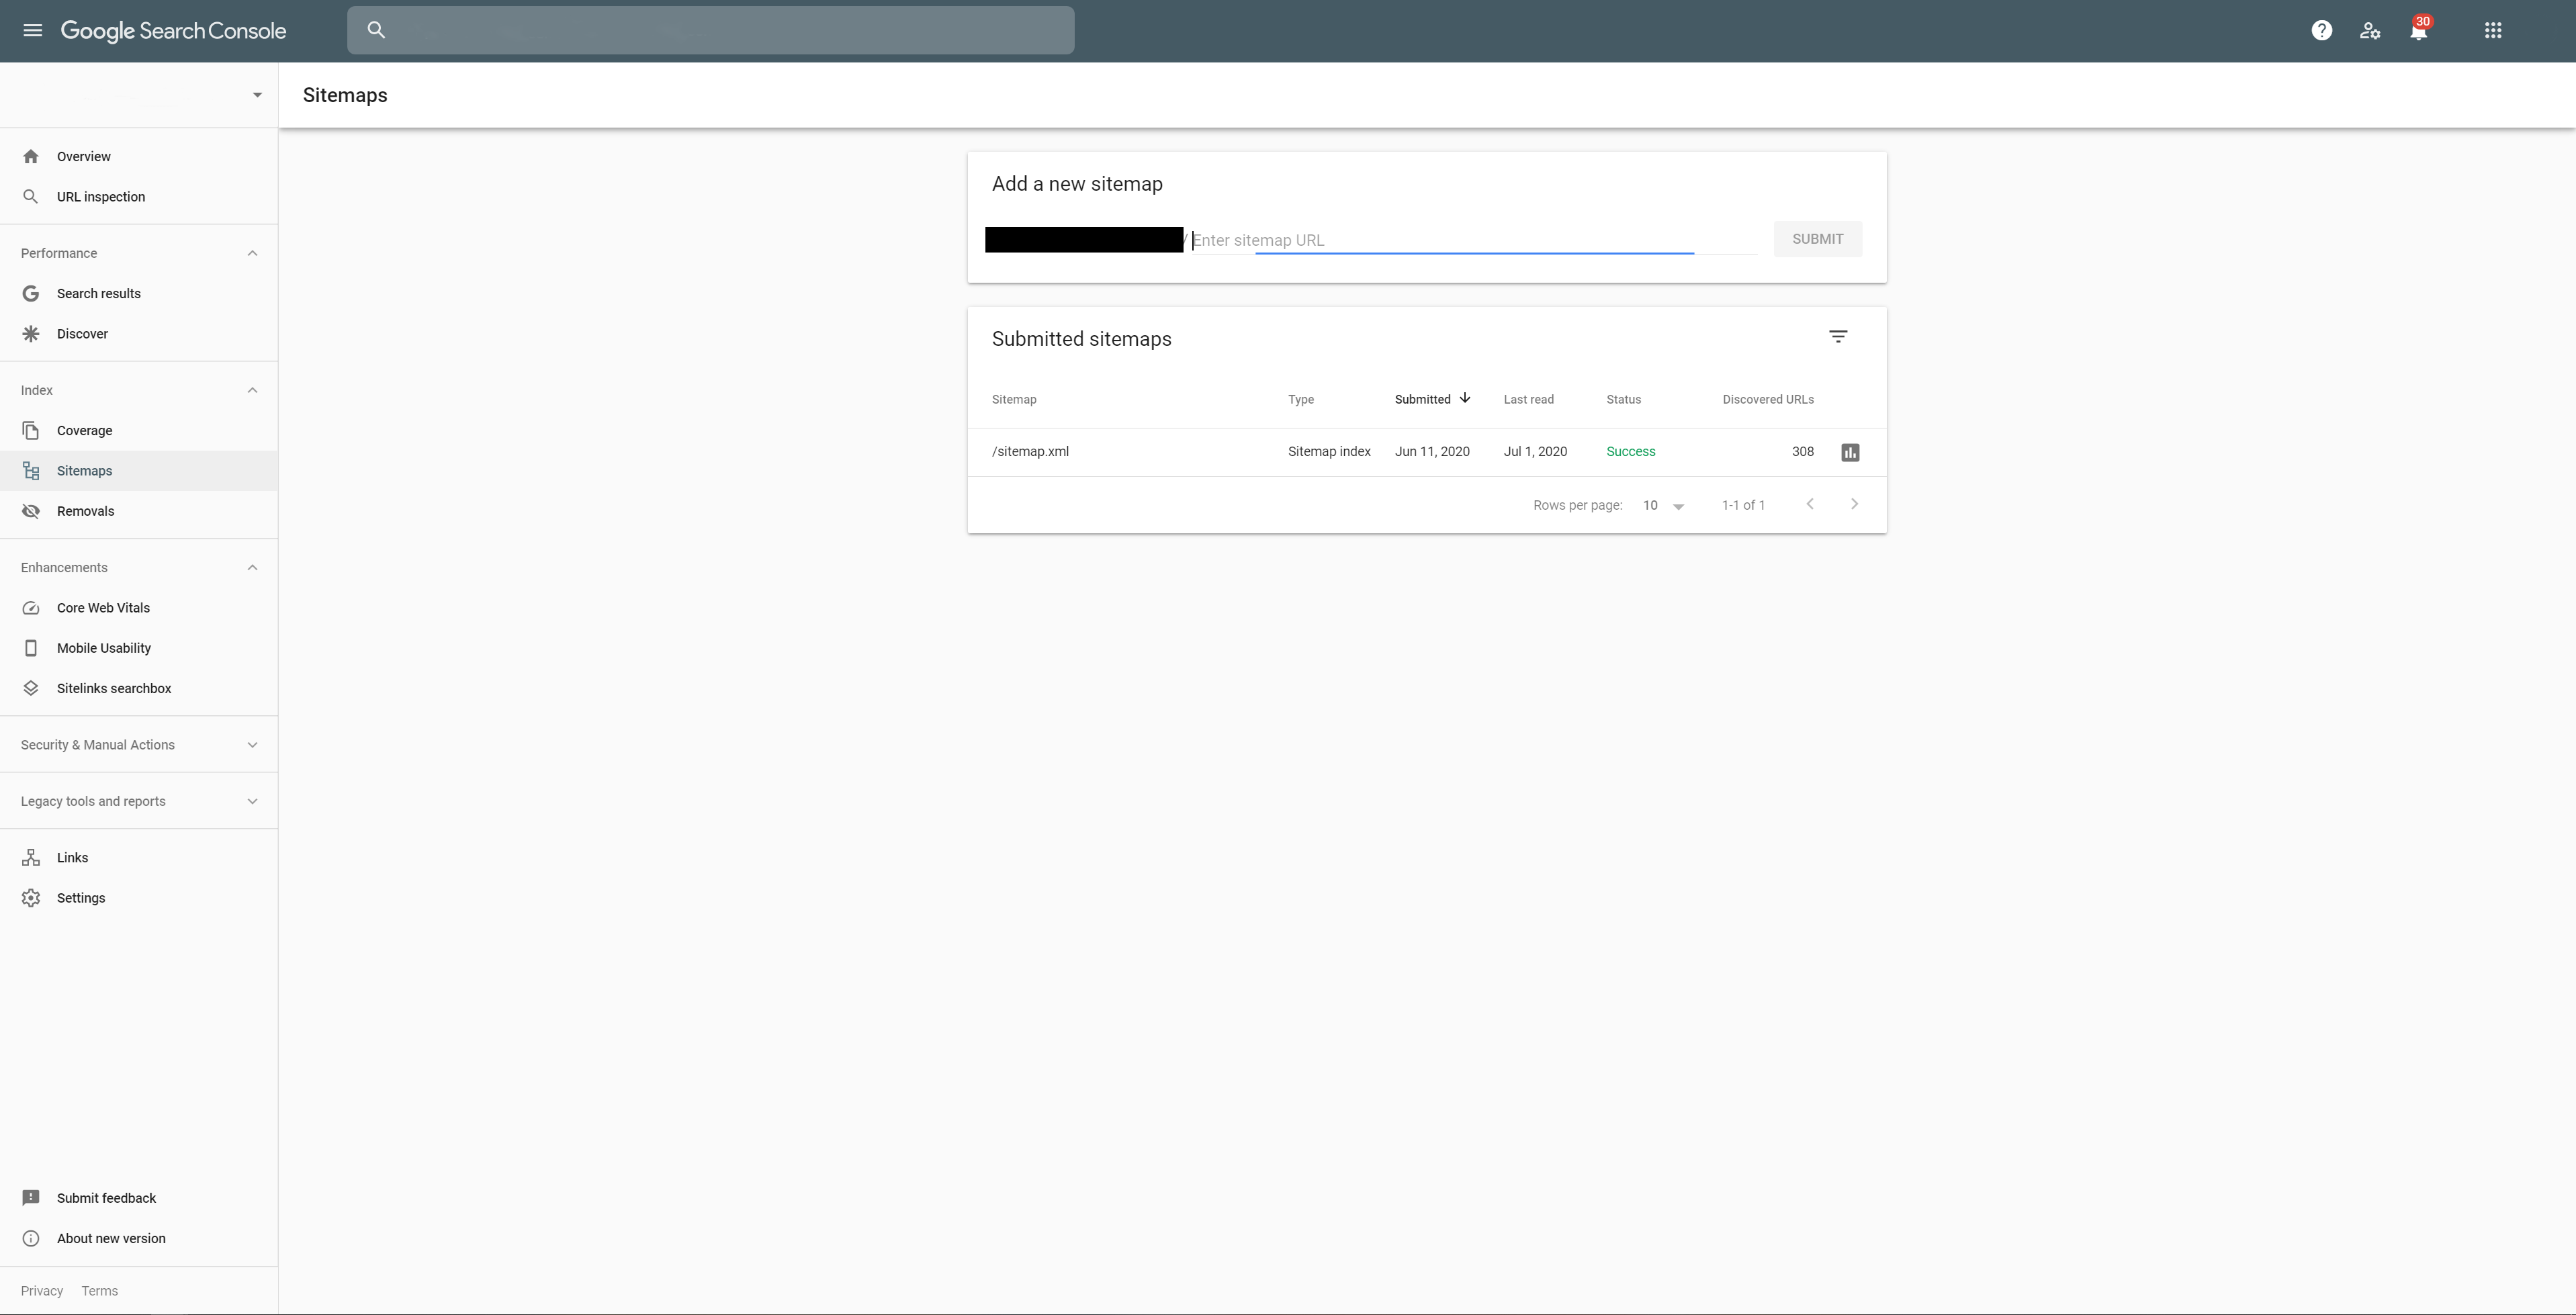 Google Search Console
30
Sitemaps
Overview
URL inspection
Performance
Search results
Discover
Index
Coverage
Sitemaps
Removals
Enhancements
Core Web Vitals
Mobile Usability
Sitelinks searchbox
Security & Manual Actions
Legacy tools and reports
Links
Settings
Submit feedback
About new version
Privacy Terms
Add a new sitemap
/ Enter sitemap URL SUBMIT
Submitted sitemaps
Sitemap Type Submitted Last read Status Discovered URLs
/sitemap.xml Sitemap index Jun 11, 2020 Jul 1, 2020 Success 308
Rows per page: 10 1-1 of 1